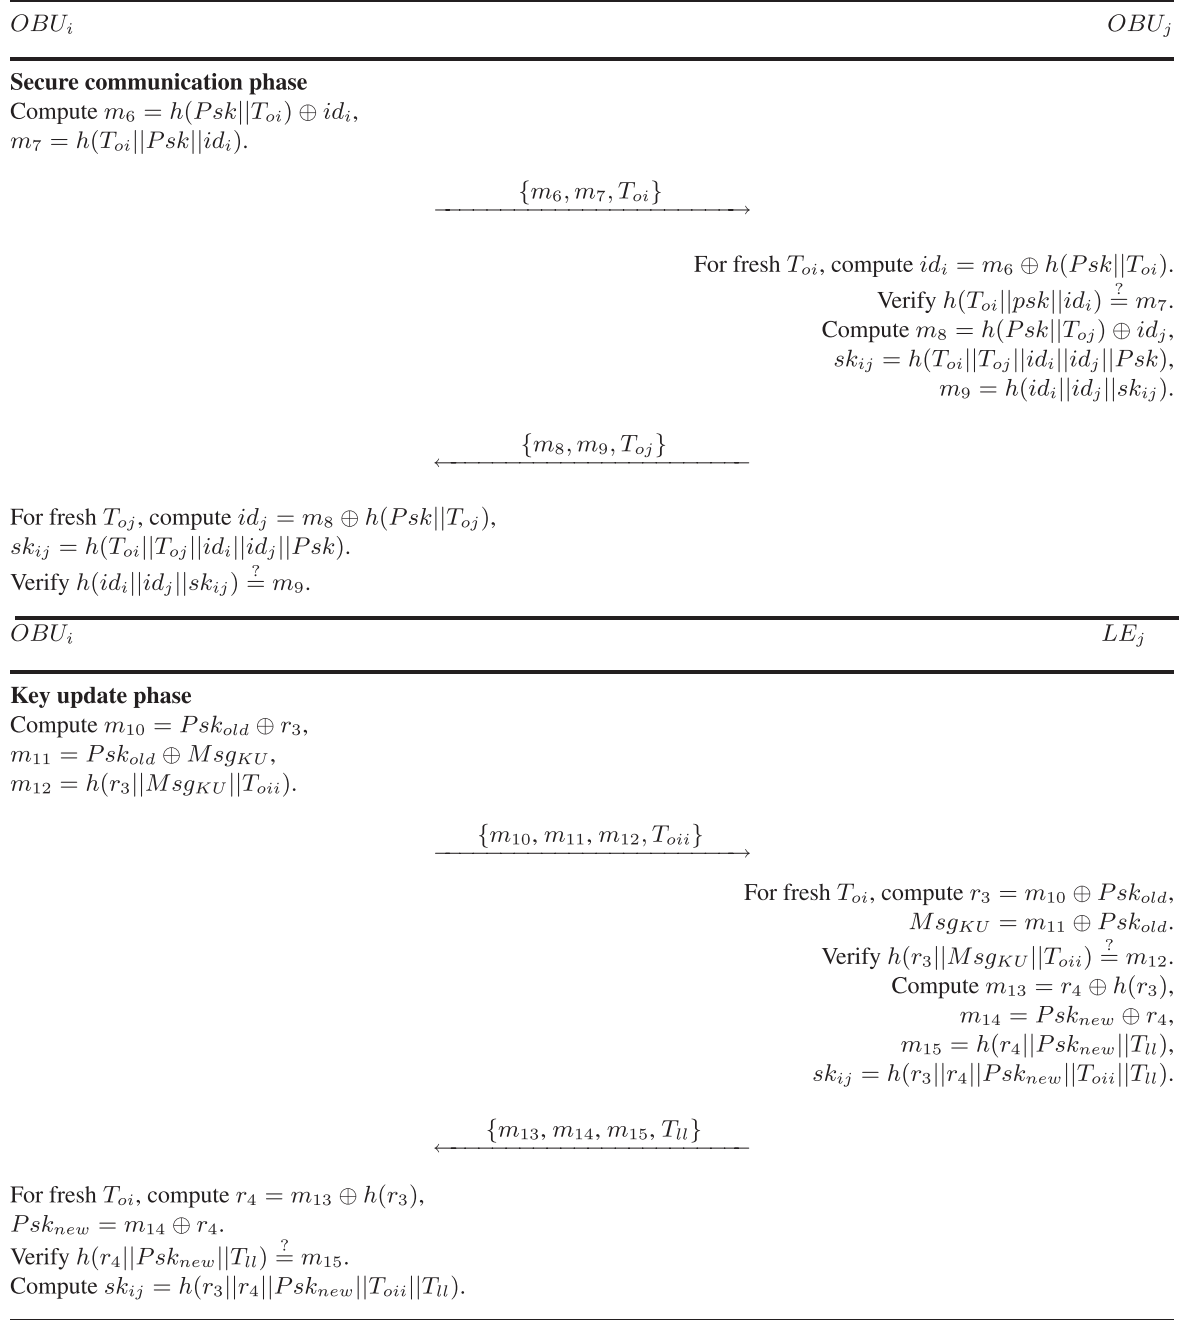 OBU_i OBU_j
Secure communication phase
Compute m_6 = h(Psk||T_oi) ⊕ id_i,
m_7 = h(T_oi||Psk||id_i).
{m_6, m_7, T_oi}
For fresh T_oi, compute id_i = m_6 ⊕ h(Psk||T_oi).
Verify h(T_oi||psk||id_i) ≟ m_7.
Compute m_8 = h(Psk||T_oj) ⊕ id_j,
sk_ij = h(T_oi||T_oj||id_i||id_j||Psk),
m_9 = h(id_i||id_j||sk_ij).
{m_8, m_9, T_oj}
For fresh T_oj, compute id_j = m_8 ⊕ h(Psk||T_oj),
sk_ij = h(T_oi||T_oj||id_i||id_j||Psk).
Verify h(id_i||id_j||sk_ij) ≟ m_9.
OBU_i LE_j
Key update phase
Compute m_10 = Psk_old ⊕ r_3,
m_11 = Psk_old ⊕ Msg_KU,
m_12 = h(r_3||Msg_KU||T_oii).
{m_10, m_11, m_12, T_oii}
For fresh T_oi, compute r_3 = m_10 ⊕ Psk_old,
Msg_KU = m_11 ⊕ Psk_old.
Verify h(r_3||Msg_KU||T_oii) ≟ m_12.
Compute m_13 = r_4 ⊕ h(r_3),
m_14 = Psk_new ⊕ r_4,
m_15 = h(r_4||Psk_new||T_ll),
sk_ij = h(r_3||r_4||Psk_new||T_oii||T_ll).
{m_13, m_14, m_15, T_ll}
For fresh T_oi, compute r_4 = m_13 ⊕ h(r_3),
Psk_new = m_14 ⊕ r_4.
Verify h(r_4||Psk_new||T_ll) ≟ m_15.
Compute sk_ij = h(r_3||r_4||Psk_new||T_oii||T_ll).